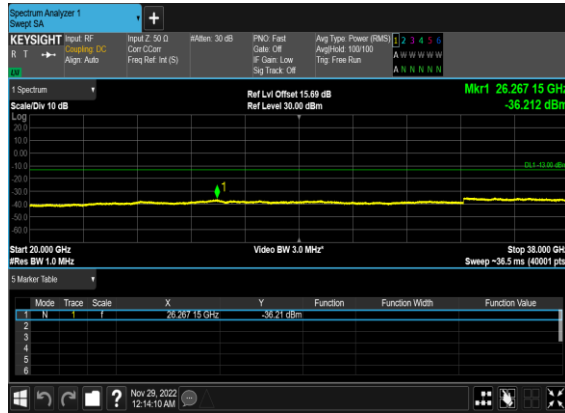 Spectrum Analyzer 1
Swept SA
+
KEYSIGHT Input: RF Input Z: 50 Ω #Atten: 30 dB PNO: Fast Avg Type: Power (RMS) 1 2 3 4 5 6
R T Coupling: DC Corr CCorr Gate: Off Avg|Hold: 100/100 A W W W W W
Align: Auto Freq Ref: Int (S) IF Gain: Low Trig: Free Run
Sig Track: Off A N N N N N
1 Spectrum Ref Lvl Offset 15.69 dB Mkr1 26.267 15 GHz
Scale/Div 10 dB Ref Level 30.00 dBm -36.212 dBm
Log
20.0
10.0
0.00
-10.0 DL1 -13.00 dBm
-20.0
-30.0 1
-40.0
-50.0
-60.0
Start 20.000 GHz Video BW 3.0 MHz* Stop 38.000 GHz
#Res BW 1.0 MHz Sweep ~36.5 ms (40001 pts)
5 Marker Table
Mode Trace Scale X Y Function Function Width Function Value
1 N 1 f 26.267 15 GHz -36.21 dBm
2
3
4
5
6
? Nov 29, 2022
12:14:10 AM